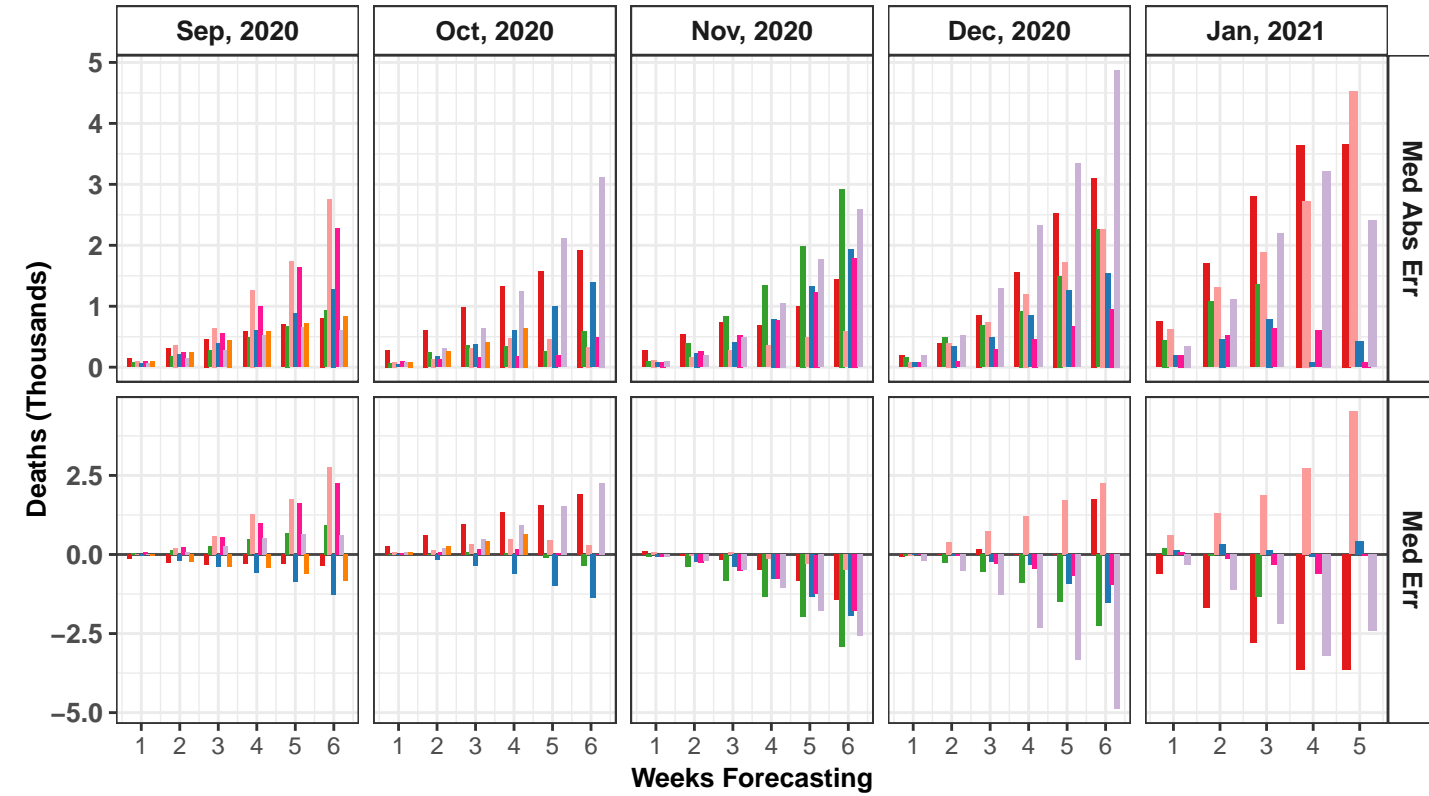 Sep, 2020 Oct, 2020 Nov, 2020 Dec, 2020 Jan, 2021
5
4
3
2
1
0
Med Abs Err
Deaths (Thousands)
2.5
0.0
−2.5
−5.0
Med Err
1 2 3 4 5 6 1 2 3 4 5 6 1 2 3 4 5 6 1 2 3 4 5 6 1 2 3 4 5
Weeks Forecasting